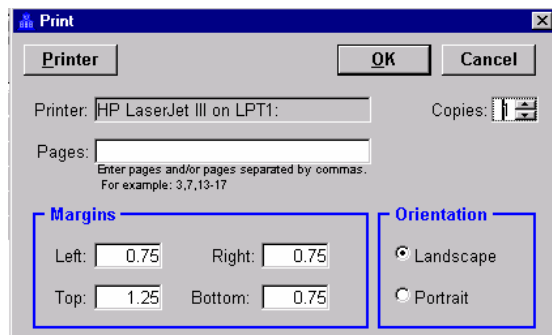 Print
Printer OK Cancel
Printer: HP LaserJet III on LPT1: Copies: 1
Pages:
Enter pages and/or pages separated by commas.
For example: 3,7,13-17
Margins Orientation
Left: 0.75 Right: 0.75 Landscape
Top: 1.25 Bottom: 0.75 Portrait